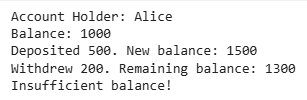 Account Holder: Alice
Balance: 1000
Deposited 500. New balance: 1500
Withdrew 200. Remaining balance: 1300
Insufficient balance!